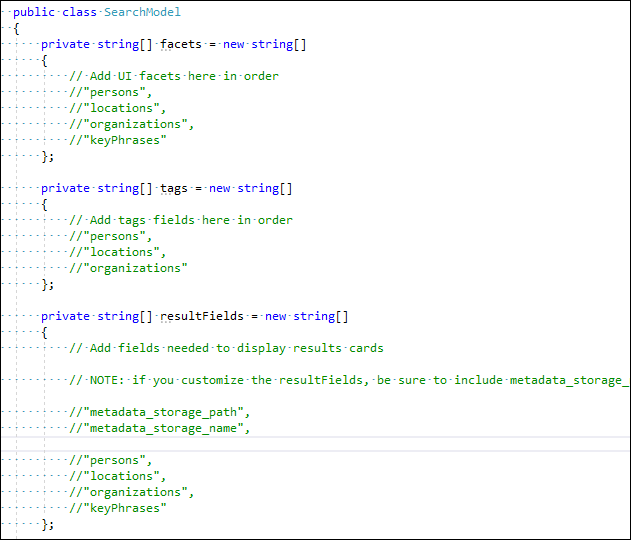 public class SearchModel
{
private string[] facets = new string[]
{
// Add UI facets here in order
//"persons",
//"locations",
//"organizations",
//"keyPhrases"
};
private string[] tags = new string[]
{
// Add tags fields here in order
//"persons",
//"locations",
//"organizations"
};
private string[] resultFields = new string[]
{
// Add fields needed to display results cards
// NOTE: if you customize the resultFields, be sure to include metadata_storage_
//"metadata_storage_path",
//"metadata_storage_name",
//"persons",
//"locations",
//"organizations",
//"keyPhrases"
};